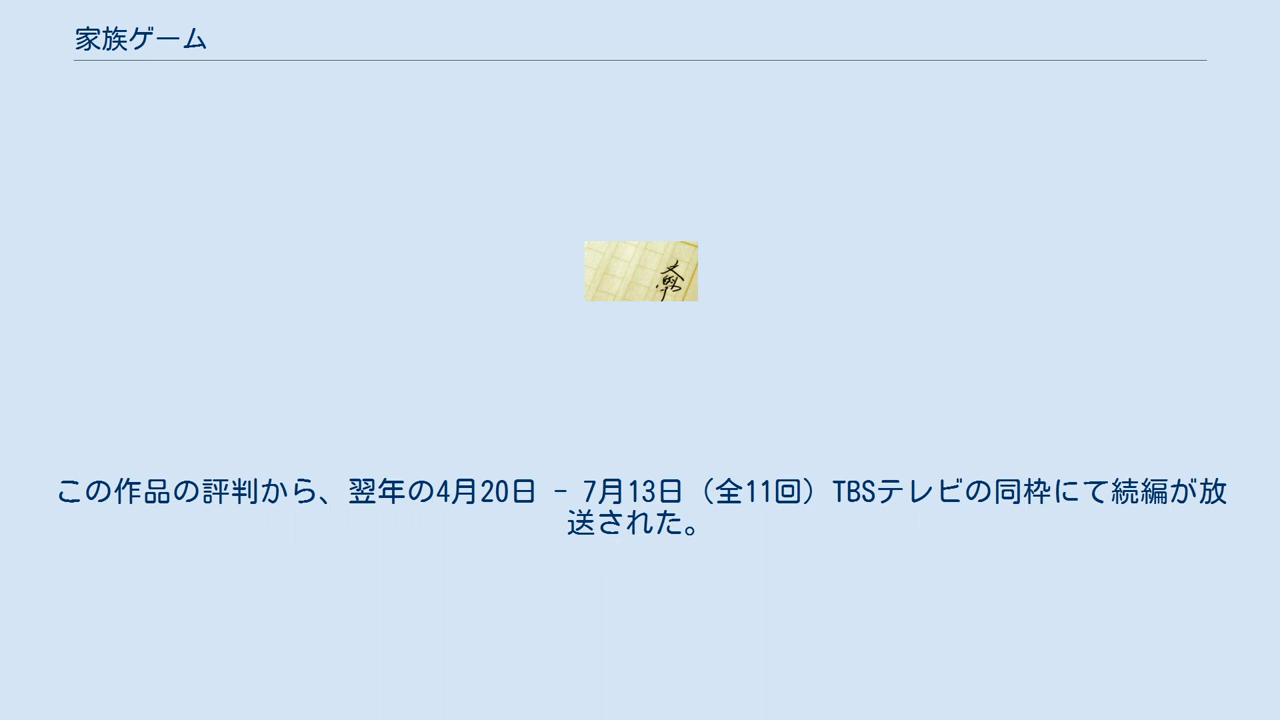 家族ゲーム
この作品の評判から、翌年の4月20日 - 7月13日（全11回）TBSテレビの同枠にて続編が放
送された。